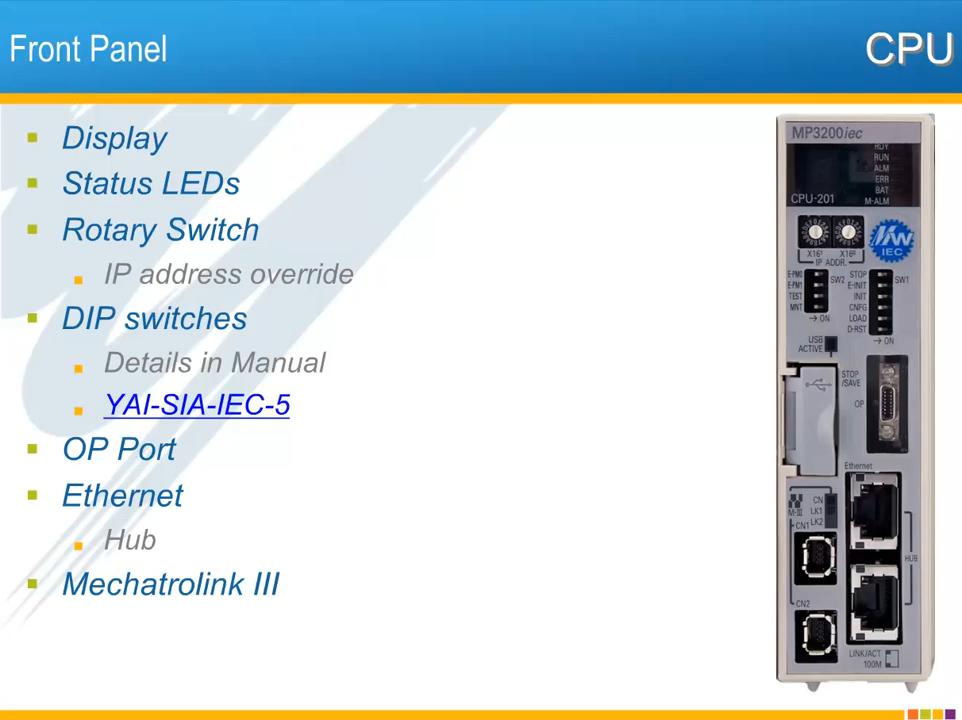 Front Panel
CPU
Display
Status LEDs
Rotary Switch
IP address override
DIP switches
Details in Manual
YAI-SIA-IEC-5
OP Port
Ethernet
Hub
Mechatrolink III
MP3200iec
RDY
RUN
ALM
ERR
BAT
M-ALM
CPU-201
X16¹ X16⁰
IP ADDR.
IEC
E-PM0
E-PM1
TEST
MNT
SW2
→ ON
STOP
E-INIT
INIT
CNFG
LOAD
D-RST
SW1
→ ON
USB
ACTIVE
STOP
/SAVE
OP
Ethernet
M-III
CN
LK1
LK2
CN1
HUB
CN2
LINK/ACT
100M